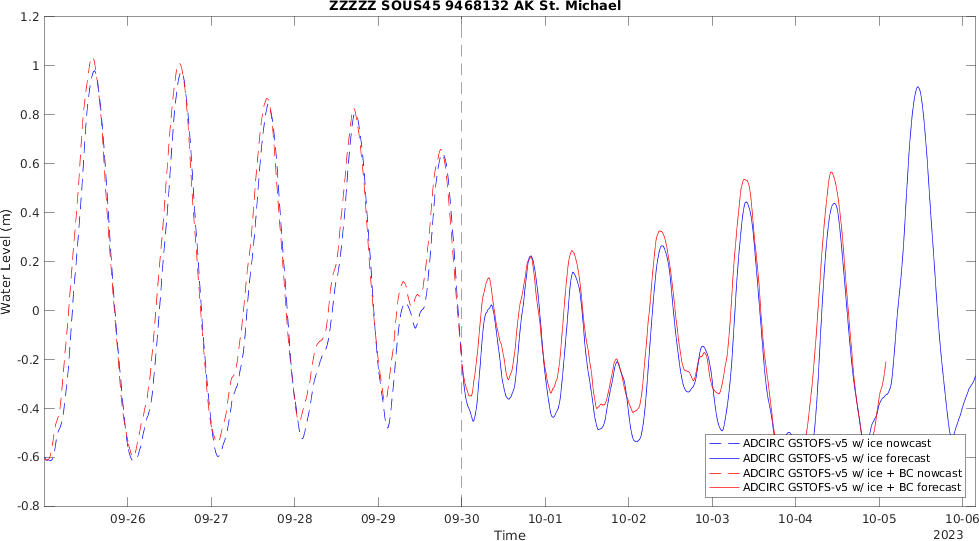 ZZZZZ SOUS45 9468132 AK St. Michael
1.2
1
0.8
0.6
0.4
0.2
0
-0.2
-0.4
-0.6
-0.8
Water Level (m)
09-26 09-27 09-28 09-29 09-30 10-01 10-02 10-03 10-04 10-05 10-06
2023
Time
ADCIRC GSTOFS-v5 w/ ice nowcast
ADCIRC GSTOFS-v5 w/ ice forecast
ADCIRC GSTOFS-v5 w/ ice + BC nowcast
ADCIRC GSTOFS-v5 w/ ice + BC forecast